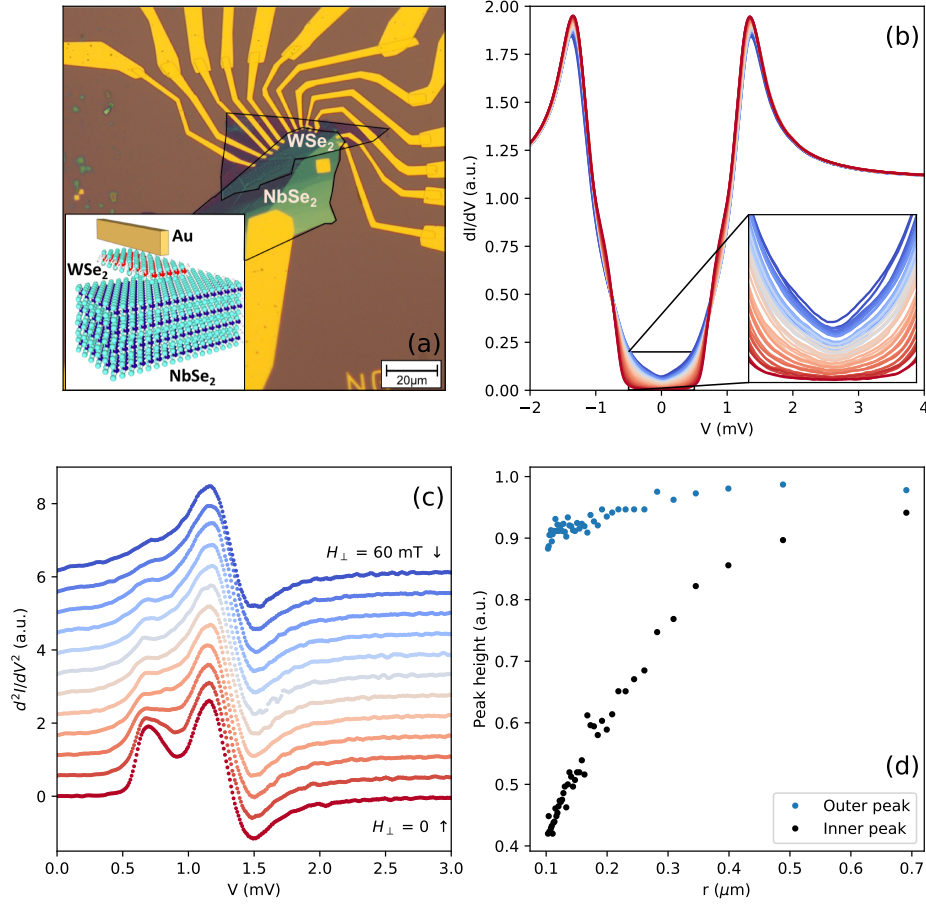 WSe₂
NbSe₂
Au
WSe₂
NbSe₂
(a)
20μm
(b)
dI/dV (a.u.)
2.00
1.75
1.50
1.25
1.00
0.75
0.50
0.25
0.00
−2 −1 0 1 2 3 4
V (mV)
(c)
d²I/dV² (a.u.)
8
6
4
2
0
H⊥ = 60 mT ↓
H⊥ = 0 ↑
0.0 0.5 1.0 1.5 2.0 2.5 3.0
V (mV)
(d)
Peak height (a.u.)
1.0
0.9
0.8
0.7
0.6
0.5
0.4
Outer peak
Inner peak
0.1 0.2 0.3 0.4 0.5 0.6 0.7
r (μm)